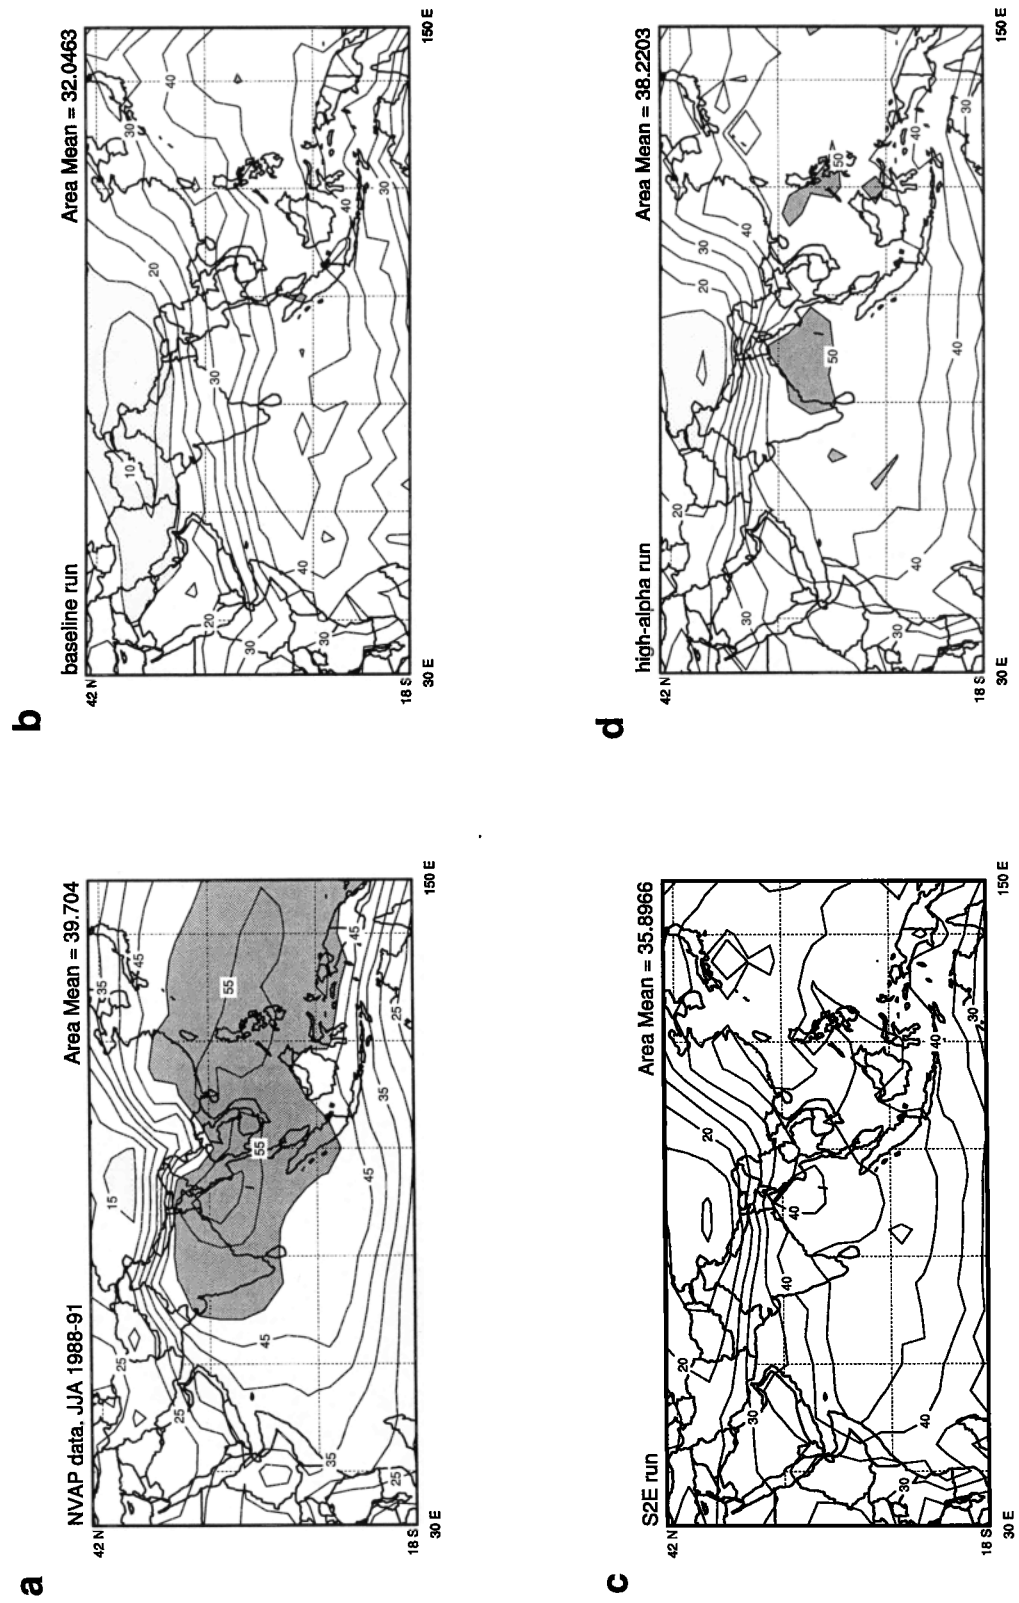 a
NVAP data, JJA 1988-91
Area Mean = 39.704
42 N
18 S
30 E
150 E
15
25
25
35
45
55
55
45
45
35
25
35
25
b
baseline run
Area Mean = 32.0463
42 N
18 S
30 E
150 E
10
20
30
40
30
20
30
40
30
40
30
c
S2E run
Area Mean = 35.8966
42 N
18 S
30 E
150 E
20
20
30
40
40
40
40
30
30
d
high-alpha run
Area Mean = 38.2203
42 N
18 S
30 E
150 E
20
20
30
40
30
50
50
40
40
40
30
30